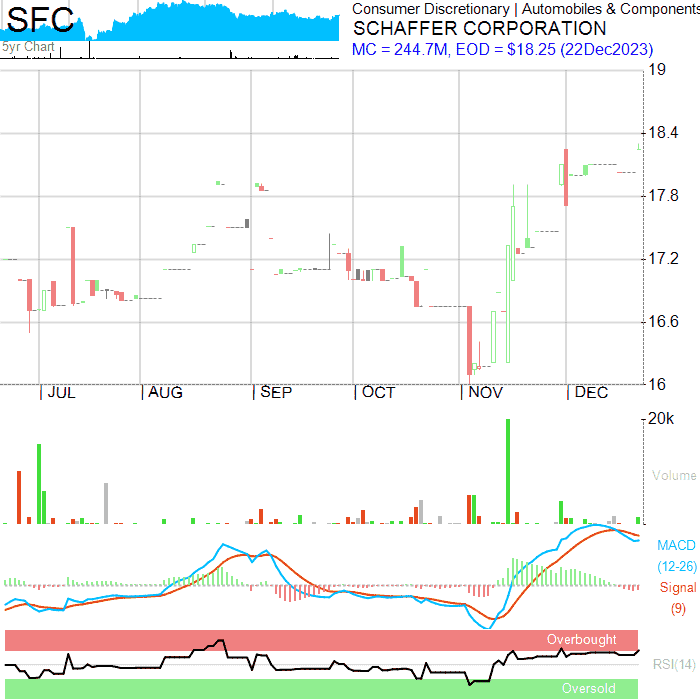 SFC
5yr Chart
Consumer Discretionary | Automobiles & Components
SCHAFFER CORPORATION
MC = 244.7M, EOD = $18.25 (22Dec2023)
19
18.4
17.8
17.2
16.6
16
JUL AUG SEP OCT NOV DEC
20k
Volume
MACD
(12-26)
Signal
(9)
Overbought
RSI(14)
Oversold